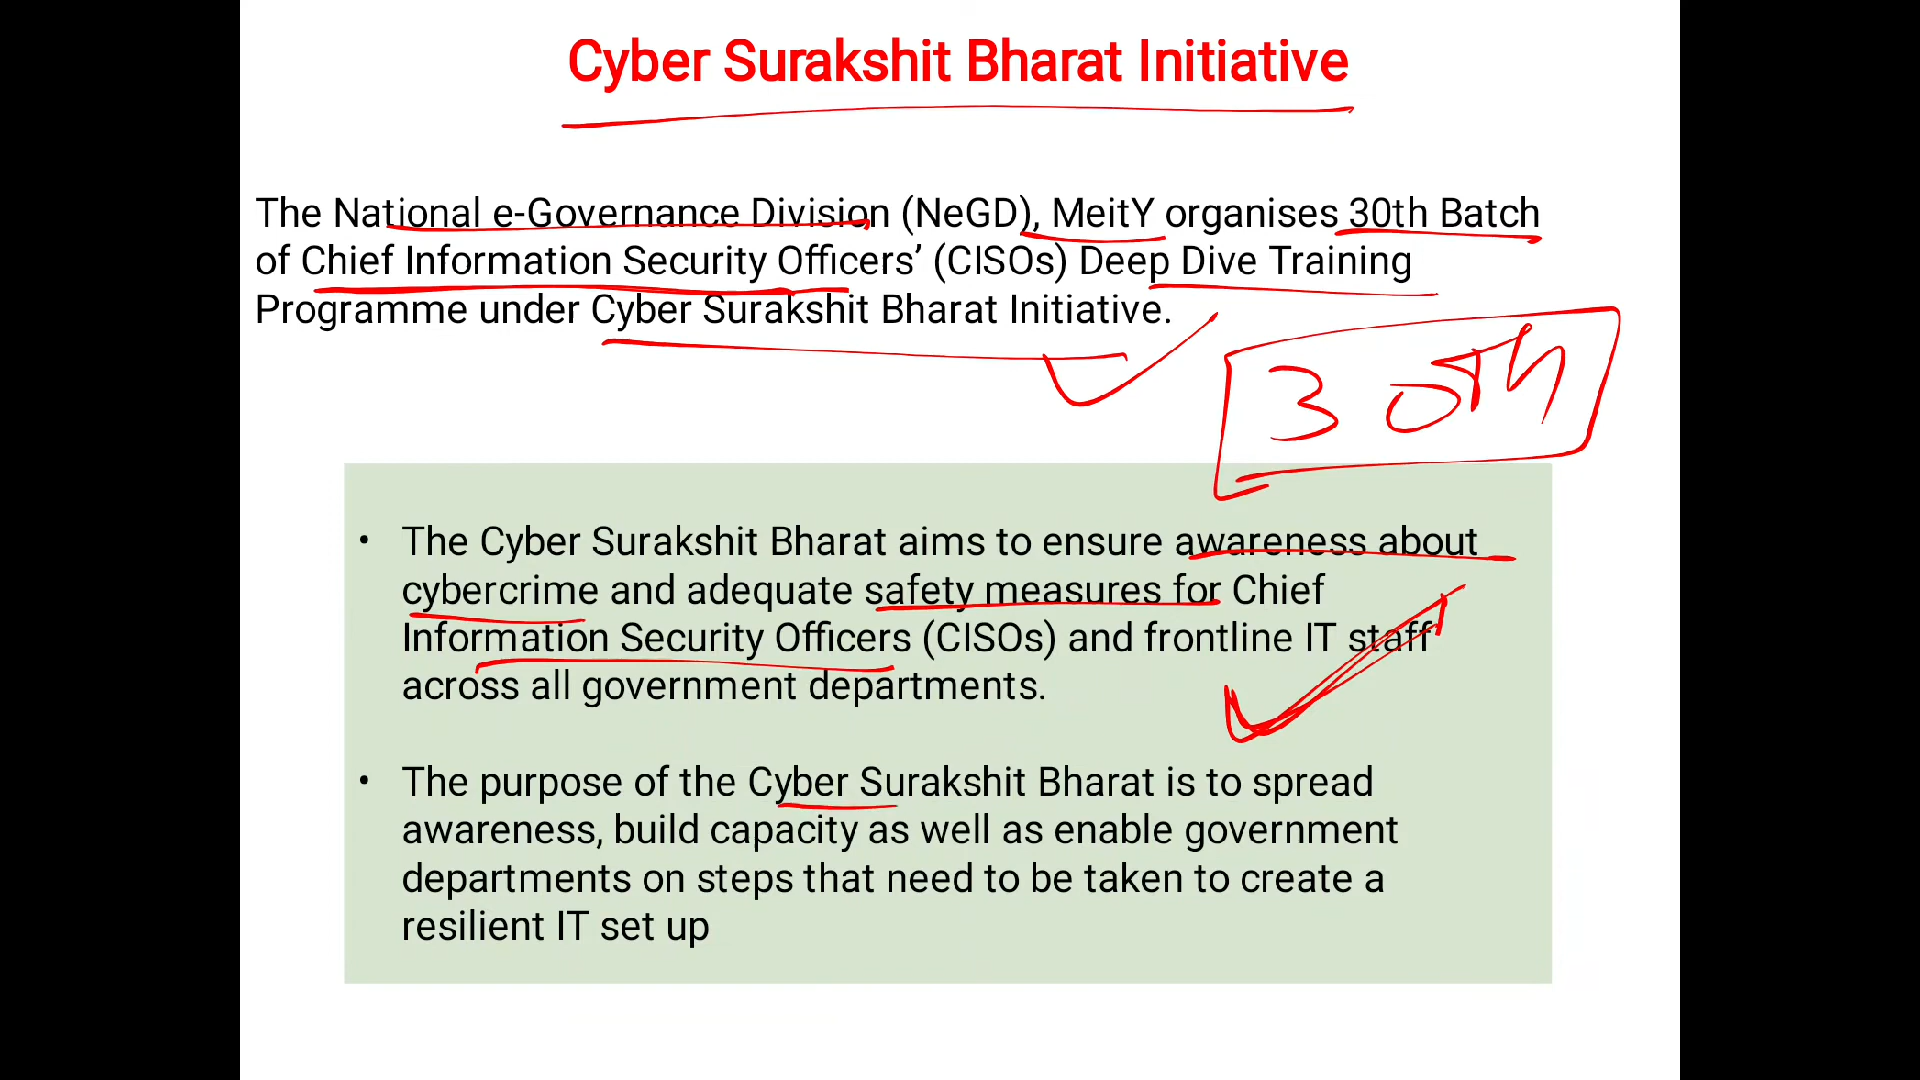 Cyber Surakshit Bharat Initiative
The National e-Governance Division (NeGD), MeitY organises 30th Batch
of Chief Information Security Officers’ (CISOs) Deep Dive Training
Programme under Cyber Surakshit Bharat Initiative.
30th
• The Cyber Surakshit Bharat aims to ensure awareness about
cybercrime and adequate safety measures for Chief
Information Security Officers (CISOs) and frontline IT staff
across all government departments.
• The purpose of the Cyber Surakshit Bharat is to spread
awareness, build capacity as well as enable government
departments on steps that need to be taken to create a
resilient IT set up